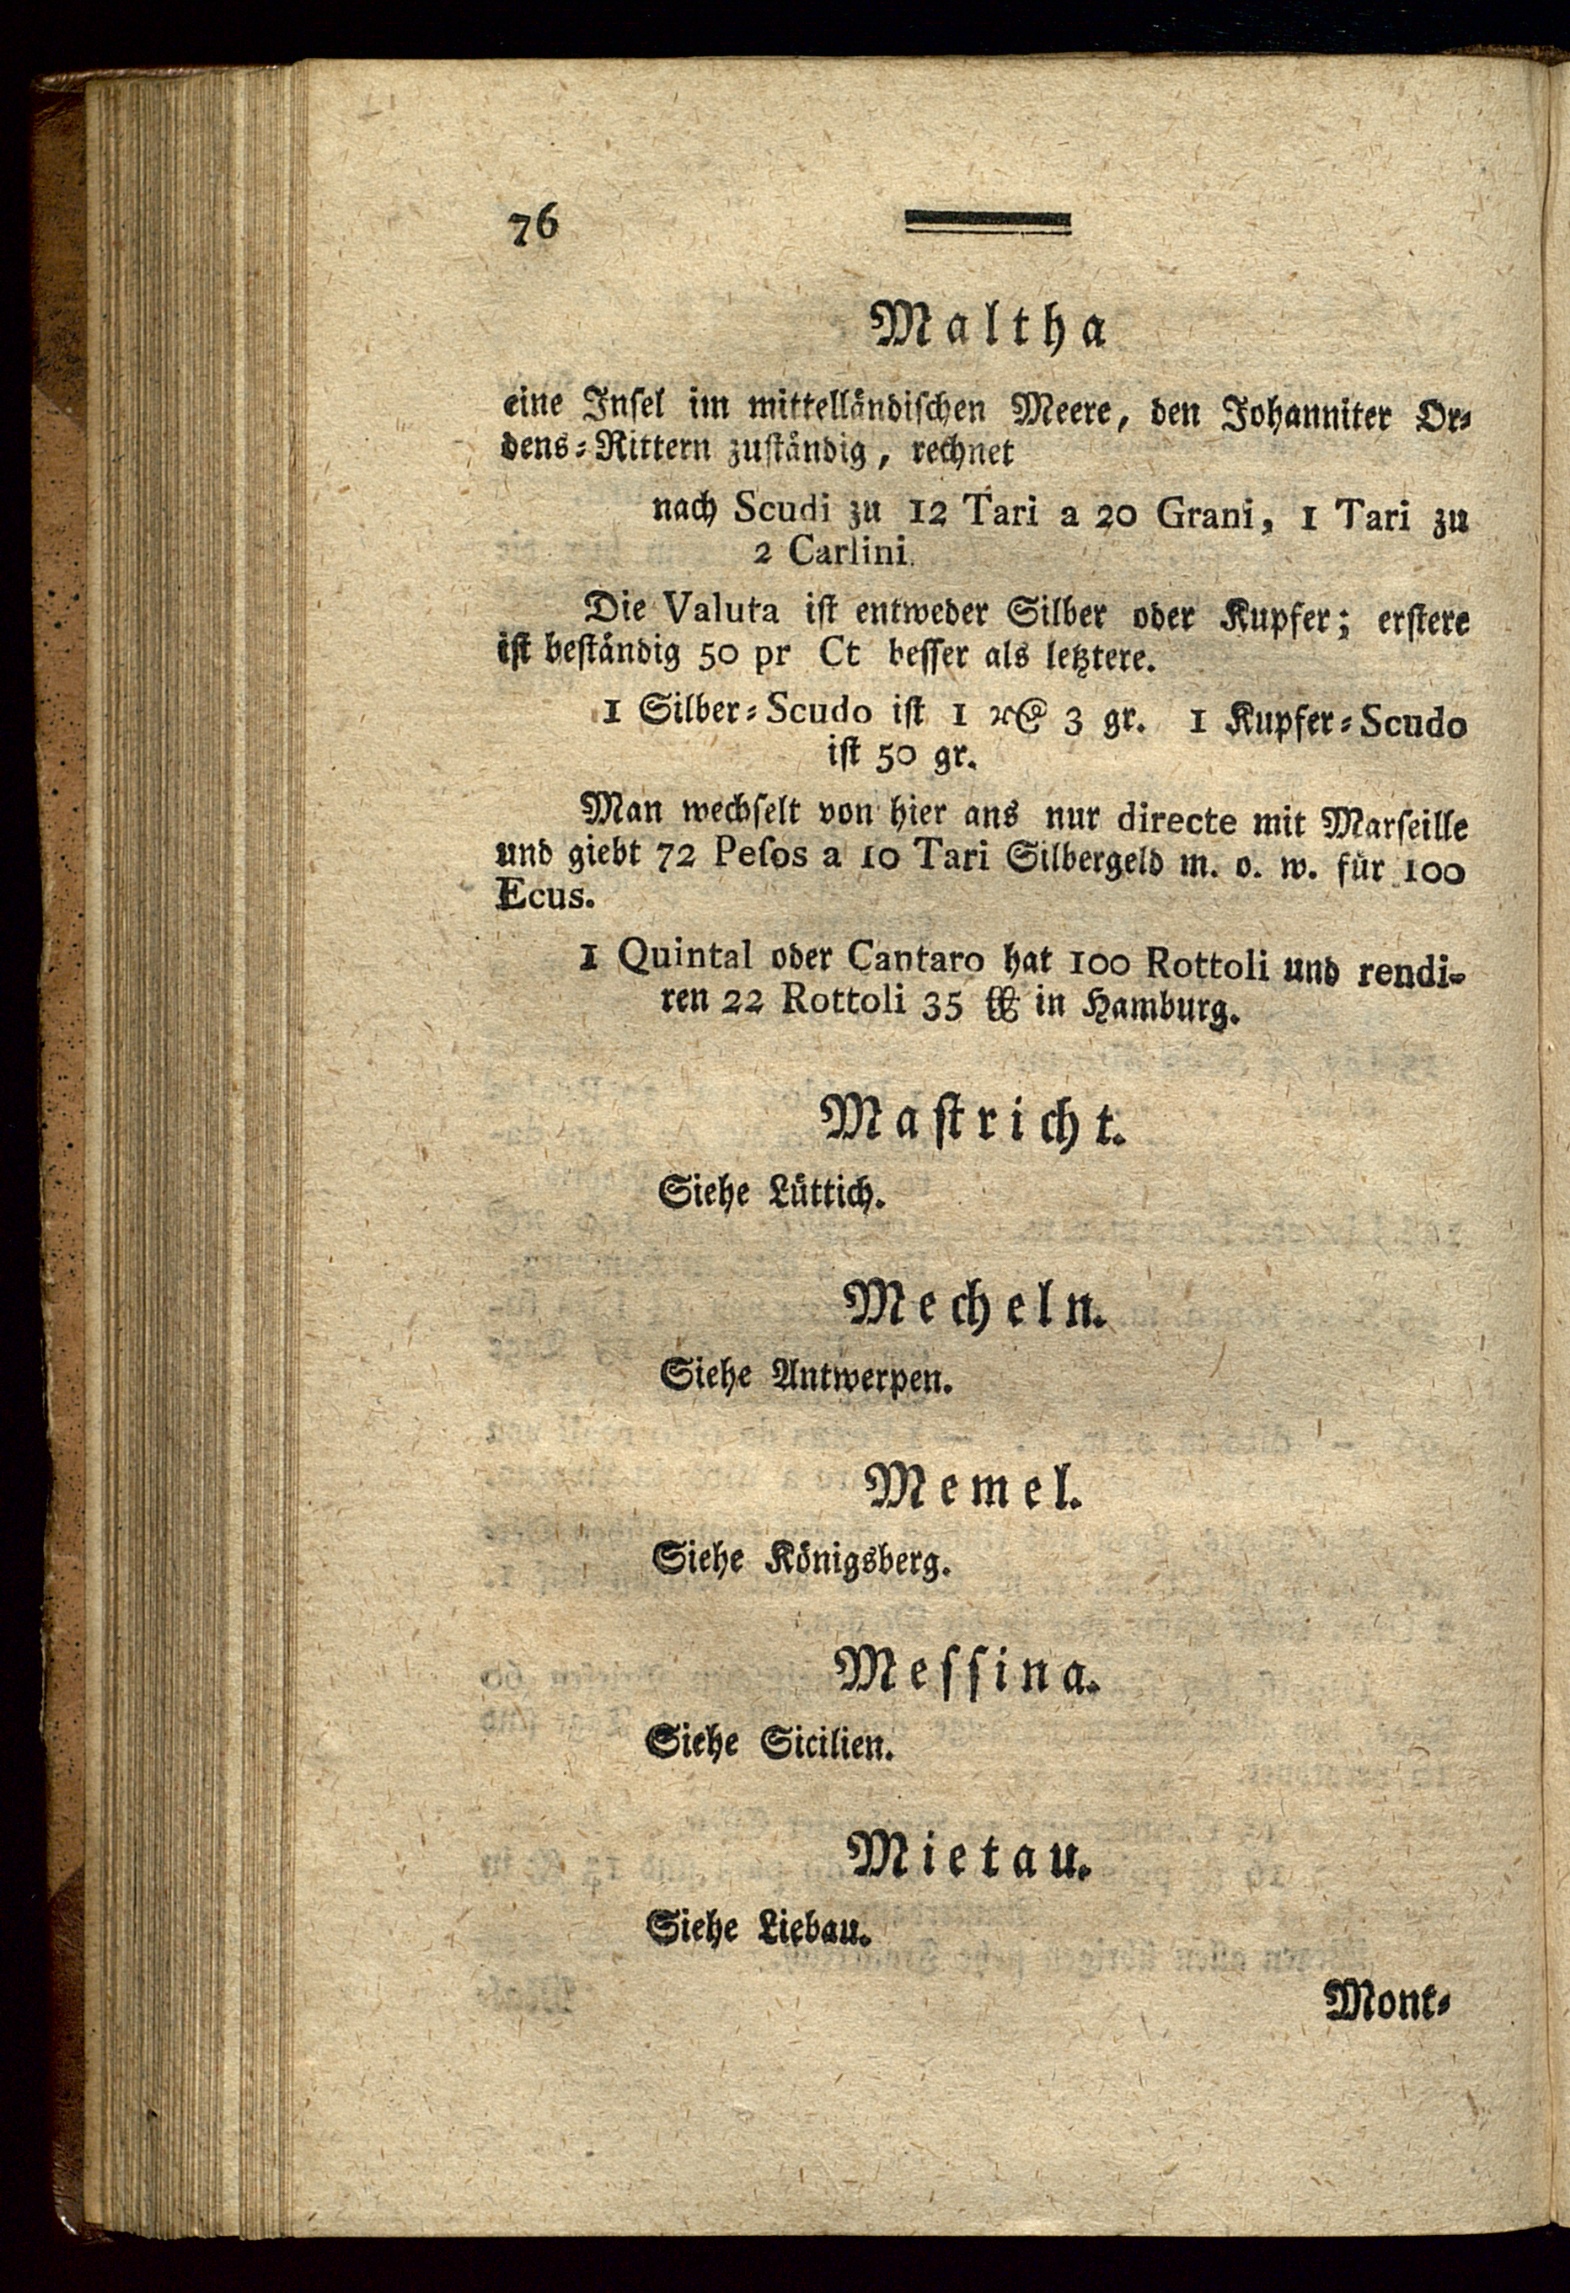 76
Maltha
eine Inſel im mittelländiſchen Meere, den Johanniter Or⸗
dens⸗Rittern zuſtändig, rechnet
nach Scudi zu 12 Tari a 20 Grani, 1 Tari zu
2 Carlini.
Die Valuta iſt entweder Silber oder Kupfer; erſtere
iſt beſtändig 50 pr Ct beſſer als letztere.
1 Silber⸗Scudo iſt 1 3 gr. 1 Kupfer⸗Scudo
iſt 50 gr.
Man wechſelt von hier ans nur directe mit Marſeille
und giebt 72 Peſos a 10 Tari Silbergeld m. o. w. für 100
Ecus.
1 Quintal oder Cantaro hat 100 Rottoli und rendi-
ren 22 Rottoli 35 ℔ in Hamburg.
Maſtricht.
Siehe Lüttich.
Mecheln.
Siehe Antwerpen.
Memel.
Siehe Königsberg.
Meſſina.
Siehe Sicilien.
Mietau.
Siehe Liebau.
Mont⸗